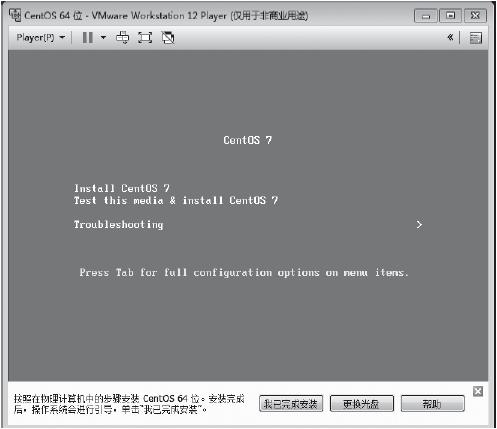 CentOS 64 位 - VMware Workstation 12 Player (仅用于非商业用途)
Player(P)
CentOS 7
Install CentOS 7
Test this media & install CentOS 7
Troubleshooting >
Press Tab for full configuration options on menu items.
按照在物理计算机中的步骤安装 CentOS 64 位。安装完成
后，操作系统会进行引导，单击“我已完成安装”。
我已完成安装 更换光盘 帮助